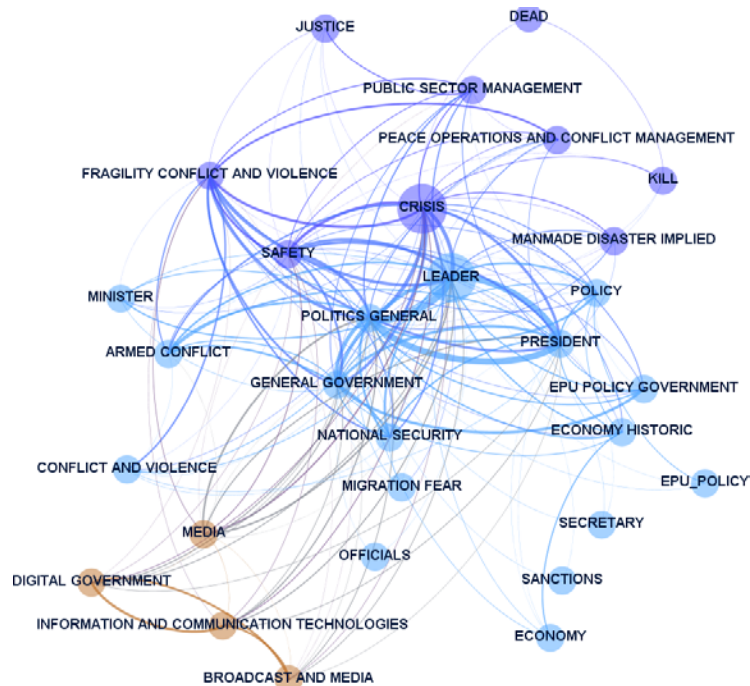 DEAD
JUSTICE
PUBLIC SECTOR MANAGEMENT
PEACE OPERATIONS AND CONFLICT MANAGEMENT
FRAGILITY CONFLICT AND VIOLENCE
KILL
CRISIS
MANMADE DISASTER IMPLIED
SAFETY
LEADER
POLICY
MINISTER
POLITICS GENERAL
PRESIDENT
ARMED CONFLICT
GENERAL GOVERNMENT
EPU POLICY GOVERNMENT
ECONOMY HISTORIC
NATIONAL SECURITY
CONFLICT AND VIOLENCE
EPU_POLICY
MIGRATION FEAR
SECRETARY
MEDIA
OFFICIALS
DIGITAL GOVERNMENT
SANCTIONS
INFORMATION AND COMMUNICATION TECHNOLOGIES
ECONOMY
BROADCAST AND MEDIA